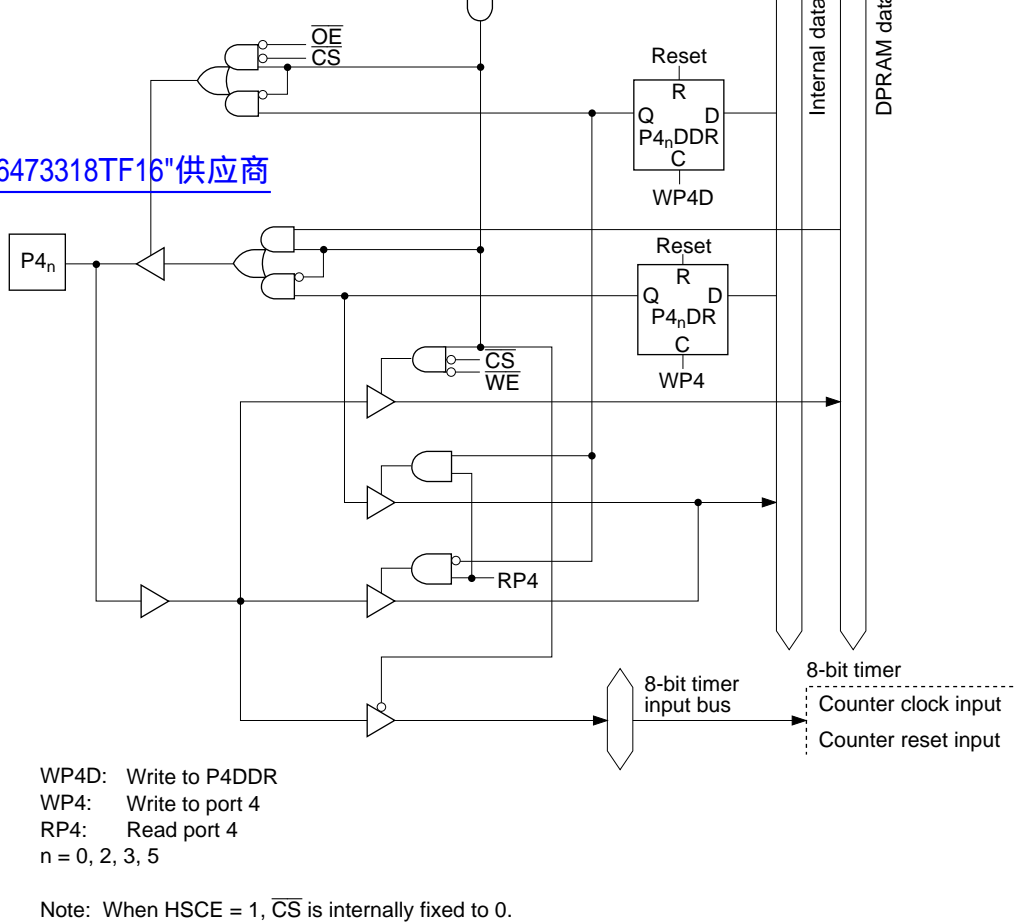 Internal data
DPRAM data
OE
CS
Reset
R
Q D
P4nDDR
C
WP4D
6473318TF16"供应商
P4n
Reset
R
Q D
P4nDR
C
WP4
CS
WE
RP4
8-bit timer
input bus
8-bit timer
Counter clock input
Counter reset input
WP4D: Write to P4DDR
WP4: Write to port 4
RP4: Read port 4
n = 0, 2, 3, 5
Note: When HSCE = 1, CS is internally fixed to 0.